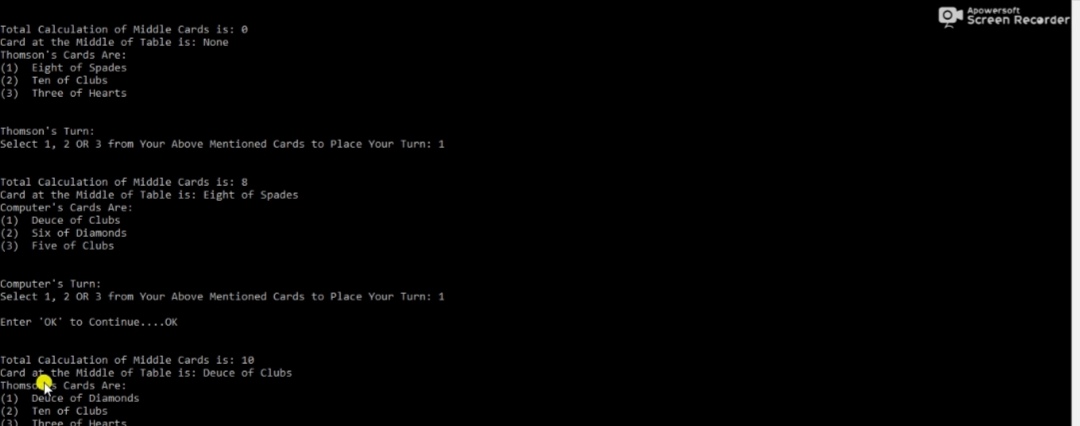 Apowersoft
Screen Recorder
Total Calculation of Middle Cards is: 0
Card at the Middle of Table is: None
Thomson's Cards Are:
(1)  Eight of Spades
(2)  Ten of Clubs
(3)  Three of Hearts
Thomson's Turn:
Select 1, 2 OR 3 from Your Above Mentioned Cards to Place Your Turn: 1
Total Calculation of Middle Cards is: 8
Card at the Middle of Table is: Eight of Spades
Computer's Cards Are:
(1)  Deuce of Clubs
(2)  Six of Diamonds
(3)  Five of Clubs
Computer's Turn:
Select 1, 2 OR 3 from Your Above Mentioned Cards to Place Your Turn: 1
Enter 'OK' to Continue....OK
Total Calculation of Middle Cards is: 10
Card at the Middle of Table is: Deuce of Clubs
Thomson's Cards Are:
(1)  Deuce of Diamonds
(2)  Ten of Clubs
(3)  Three of Hearts